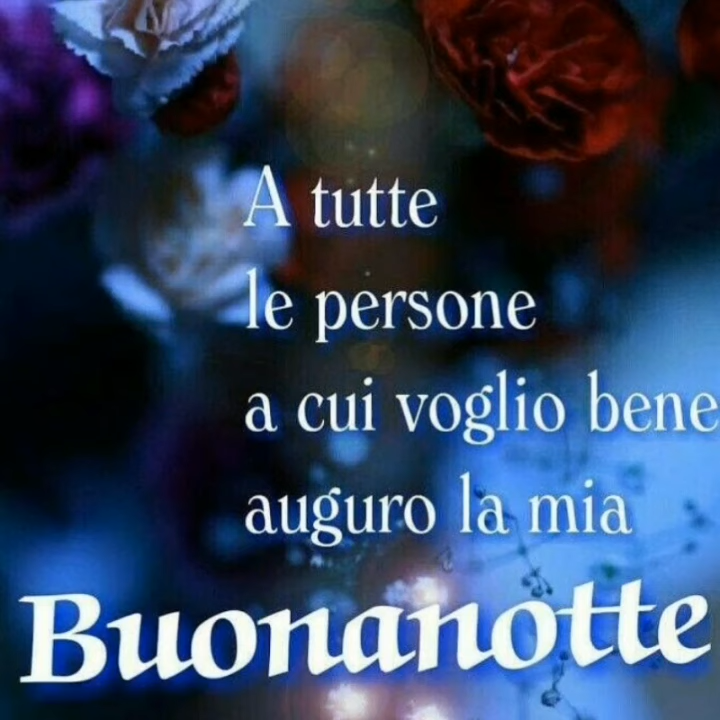 A tutte
le persone
a cui voglio bene
auguro la mia
Buonanotte